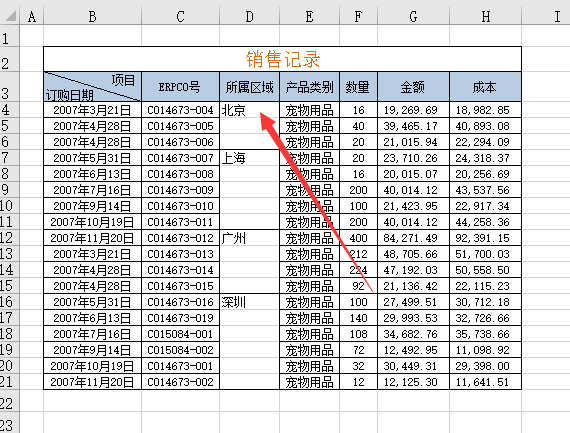 A B C D E F G H I
1
2 销售记录
3 项目 订购日期 ERPCO号 所属区域 产品类别 数量 金额 成本
4 2007年3月21日 C014673-004 北京 宠物用品 16 19,269.69 18,982.85
5 2007年4月28日 C014673-005 宠物用品 40 39,465.17 40,893.08
6 2007年4月28日 C014673-006 宠物用品 20 21,015.94 22,294.09
7 2007年5月31日 C014673-007 上海 宠物用品 20 23,710.26 24,318.37
8 2007年6月13日 C014673-008 宠物用品 16 20,015.07 20,256.69
9 2007年7月16日 C014673-009 宠物用品 200 40,014.12 43,537.56
10 2007年9月14日 C014673-010 宠物用品 100 21,423.95 22,917.34
11 2007年10月19日 C014673-011 宠物用品 200 40,014.12 44,258.36
12 2007年11月20日 C014673-012 广州 宠物用品 400 84,271.49 92,391.15
13 2007年3月21日 C014673-013 宠物用品 212 48,705.66 51,700.03
14 2007年4月28日 C014673-014 宠物用品 224 47,192.03 50,558.50
15 2007年4月28日 C014673-015 宠物用品 92 21,136.42 22,115.23
16 2007年5月31日 C014673-016 深圳 宠物用品 100 27,499.51 30,712.18
17 2007年6月13日 C014673-019 宠物用品 140 29,993.53 32,726.66
18 2007年7月16日 C015084-001 宠物用品 108 34,682.76 35,738.66
19 2007年9月14日 C015084-002 宠物用品 72 12,492.95 11,098.92
20 2007年10月19日 C014673-001 宠物用品 32 30,449.31 29,398.00
21 2007年11月20日 C014673-002 宠物用品 12 12,125.30 11,641.51
22
23